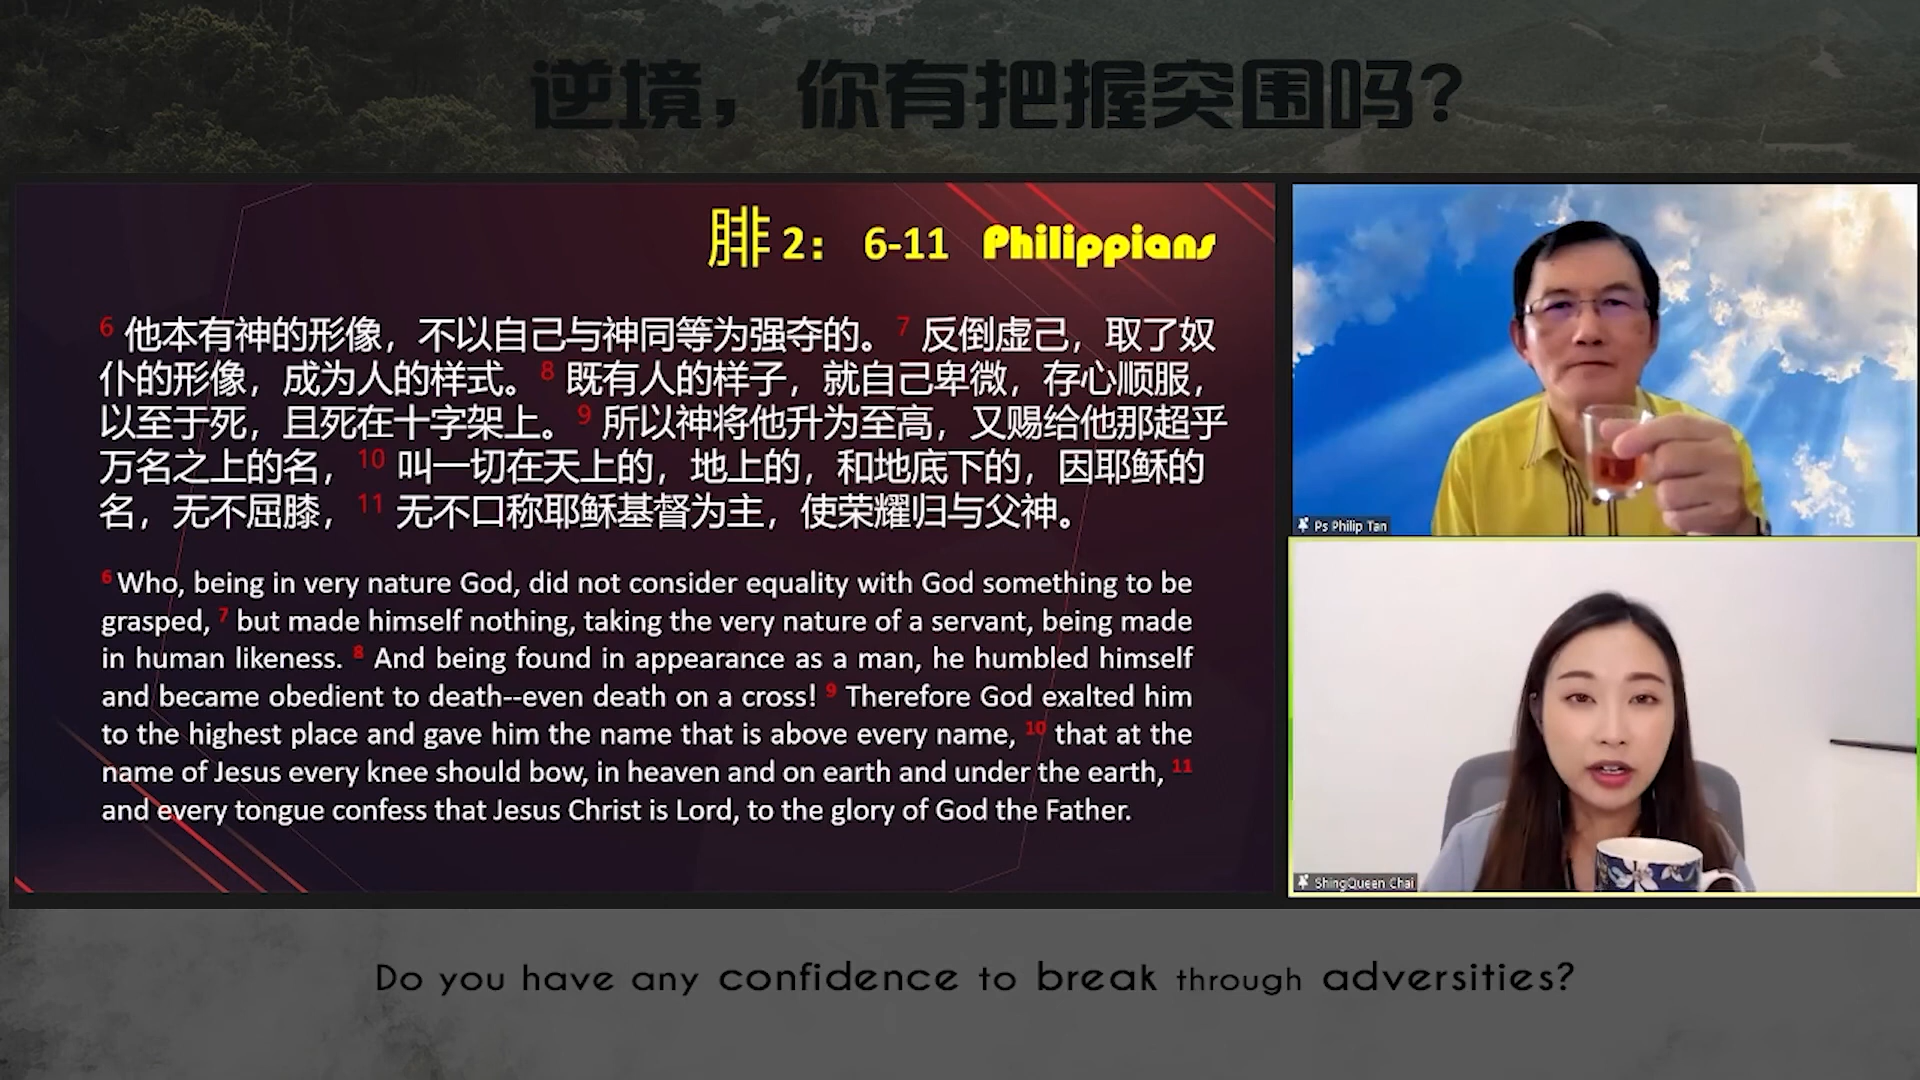 逆境，你有把握突围吗？
腓 2： 6-11 Philippians
6 他本有神的形像，不以自己与神同等为强夺的。7 反倒虚己，取了奴
仆的形像，成为人的样式。8 既有人的样子，就自己卑微，存心顺服，
以至于死，且死在十字架上。9 所以神将他升为至高，又赐给他那超乎
万名之上的名，10 叫一切在天上的，地上的，和地底下的，因耶稣的
名，无不屈膝，11 无不口称耶稣基督为主，使荣耀归与父神。
6 Who, being in very nature God, did not consider equality with God something to be
grasped, 7 but made himself nothing, taking the very nature of a servant, being made
in human likeness. 8 And being found in appearance as a man, he humbled himself
and became obedient to death--even death on a cross! 9 Therefore God exalted him
to the highest place and gave him the name that is above every name, 10 that at the
name of Jesus every knee should bow, in heaven and on earth and under the earth, 11
and every tongue confess that Jesus Christ is Lord, to the glory of God the Father.
Ps Philip Tan
ShingQueen Chai
Do you have any confidence to break through adversities?